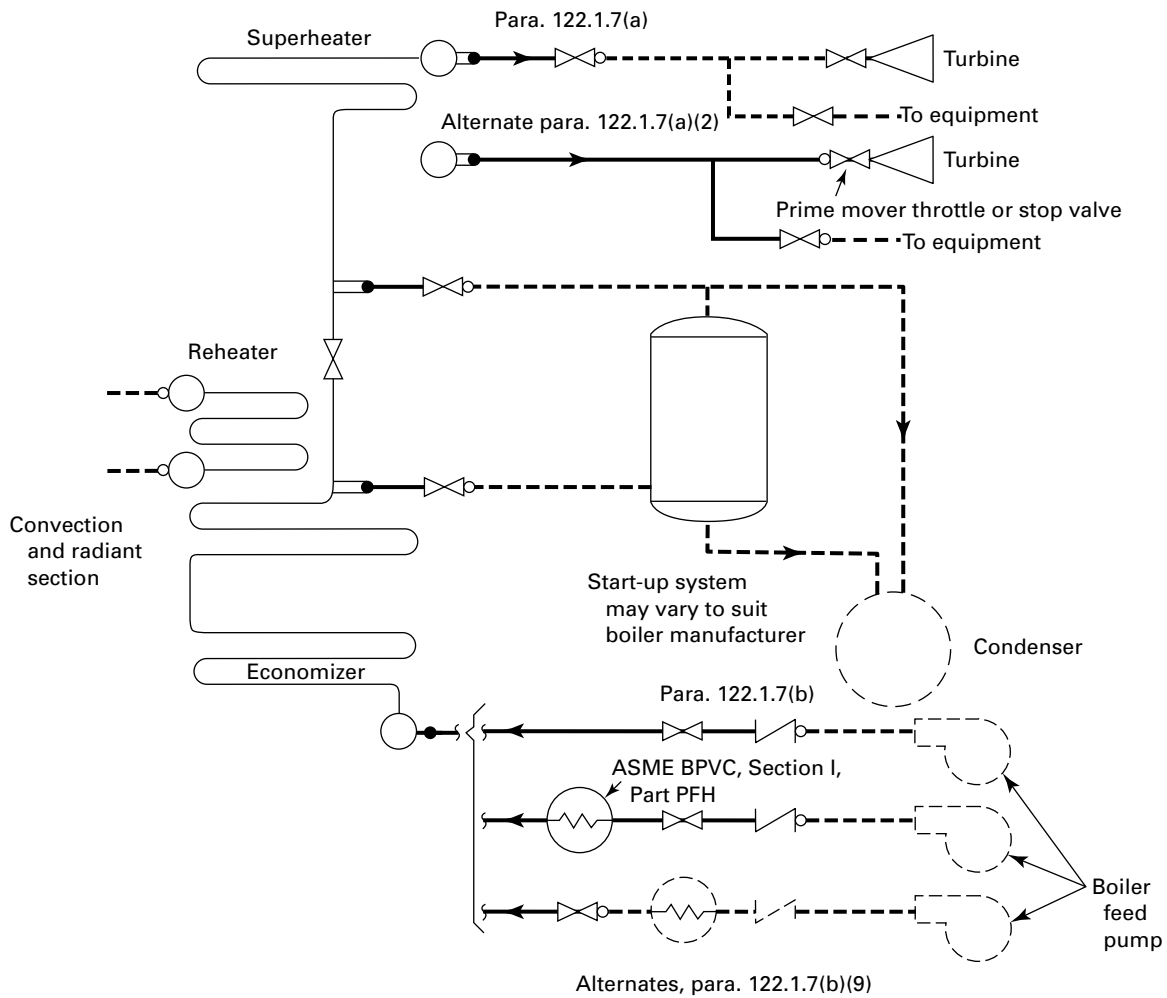 Para. 122.1.7(a)
Superheater
Turbine
To equipment
Alternate para. 122.1.7(a)(2)
Turbine
Prime mover throttle or stop valve
To equipment
Reheater
Convection
and radiant
section
Start-up system
may vary to suit
boiler manufacturer
Condenser
Economizer
Para. 122.1.7(b)
ASME BPVC, Section I,
Part PFH
Boiler
feed
pump
Alternates, para. 122.1.7(b)(9)